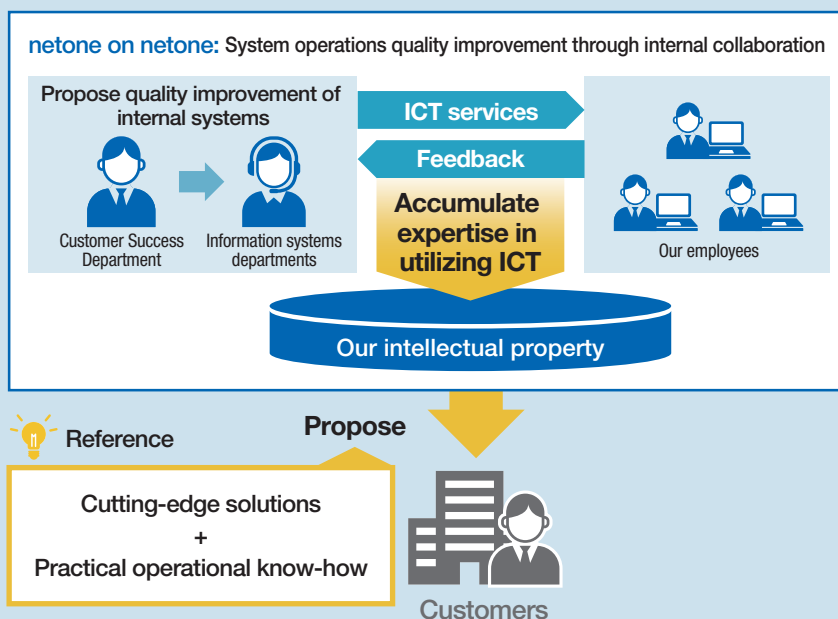 netone on netone: System operations quality improvement through internal collaboration
Propose quality improvement of
internal systems
Customer Success
Department
Information systems
departments
ICT services
Feedback
Accumulate
expertise in
utilizing ICT
Our employees
Our intellectual property
Reference
Propose
Cutting-edge solutions
+
Practical operational know-how
Customers